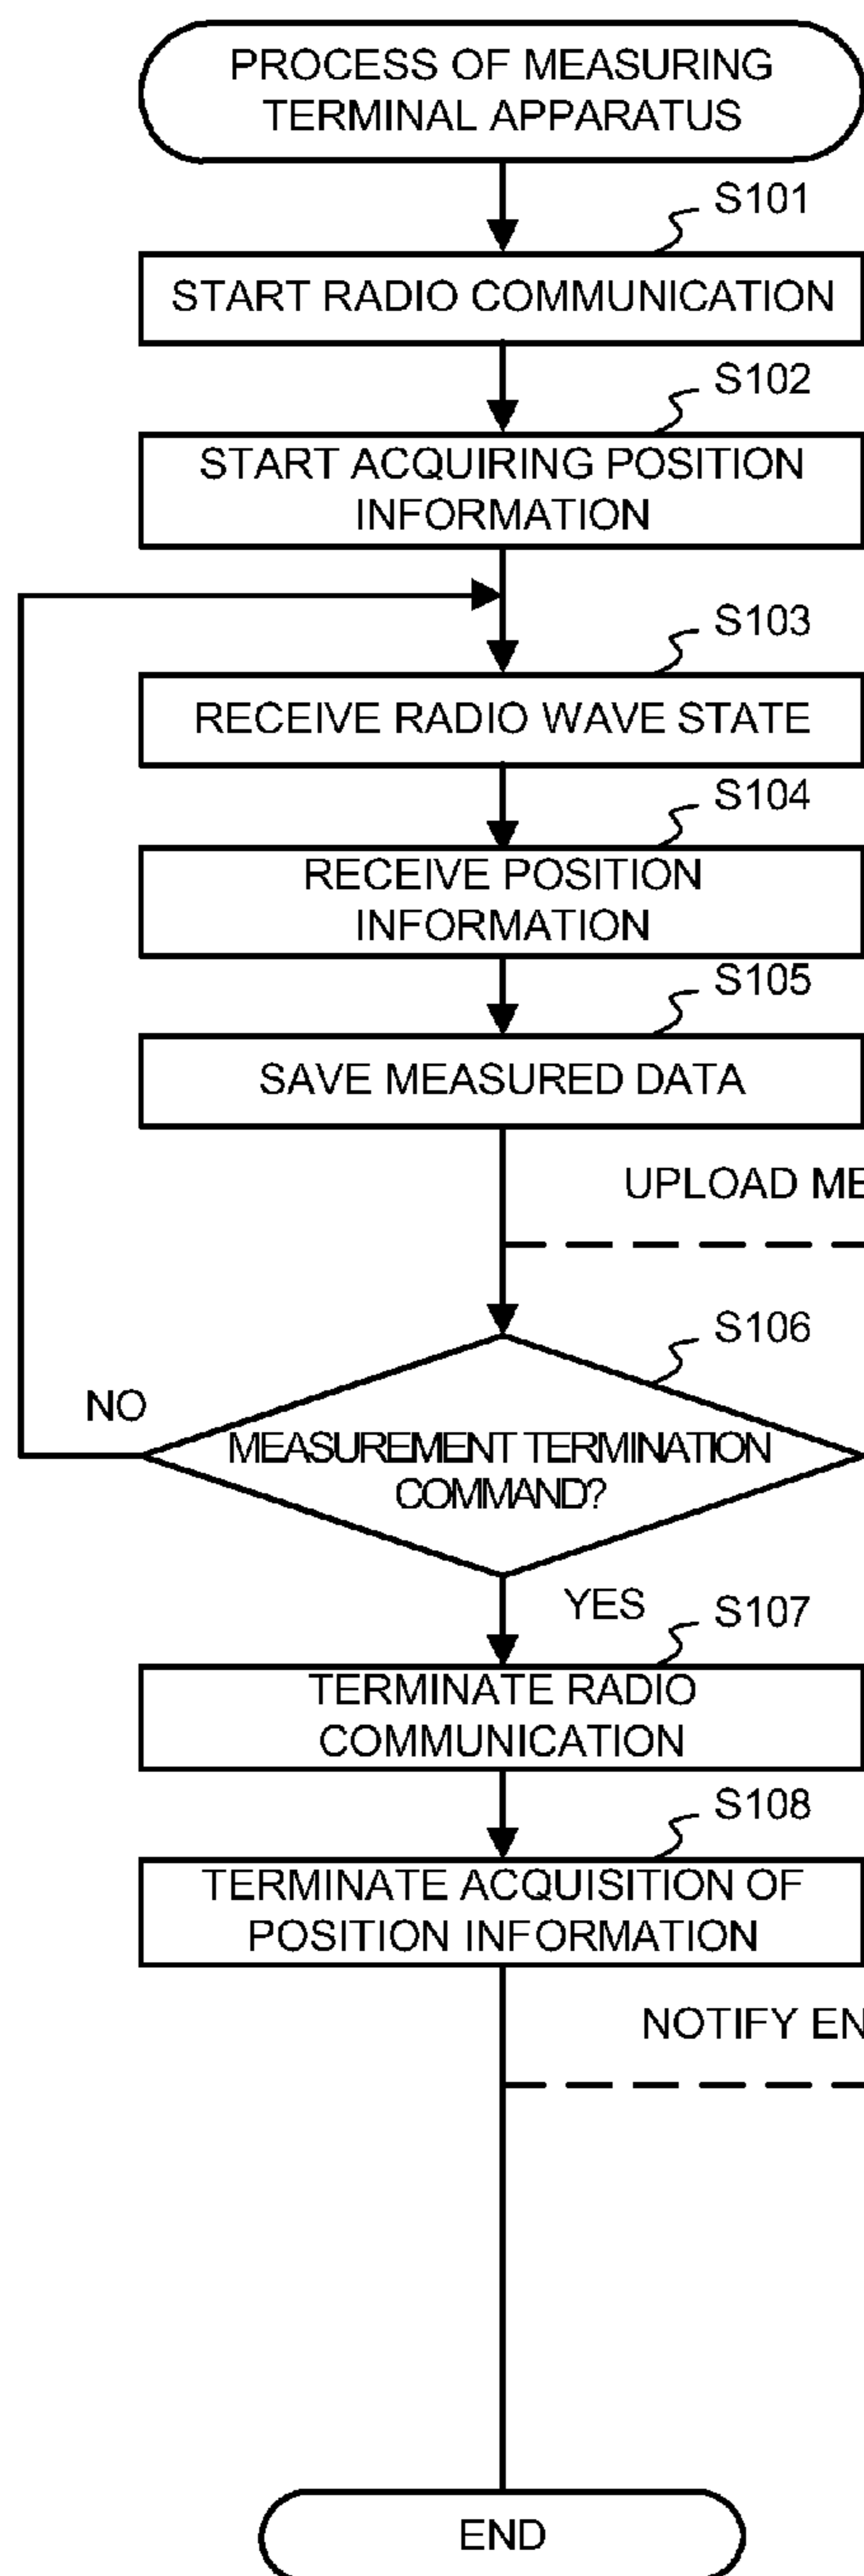 PROCESS OF MEASURING
TERMINAL APPARATUS
S101
START RADIO COMMUNICATION
S102
START ACQUIRING POSITION
INFORMATION
S103
RECEIVE RADIO WAVE STATE
S104
RECEIVE POSITION
INFORMATION
S105
SAVE MEASURED DATA
UPLOAD
S106
NO
MEASUREMENT TERMINATION
COMMAND?
YES
S107
TERMINATE RADIO
COMMUNICATION
S108
TERMINATE ACQUISITION OF
POSITION INFORMATION
NOTIFY
END